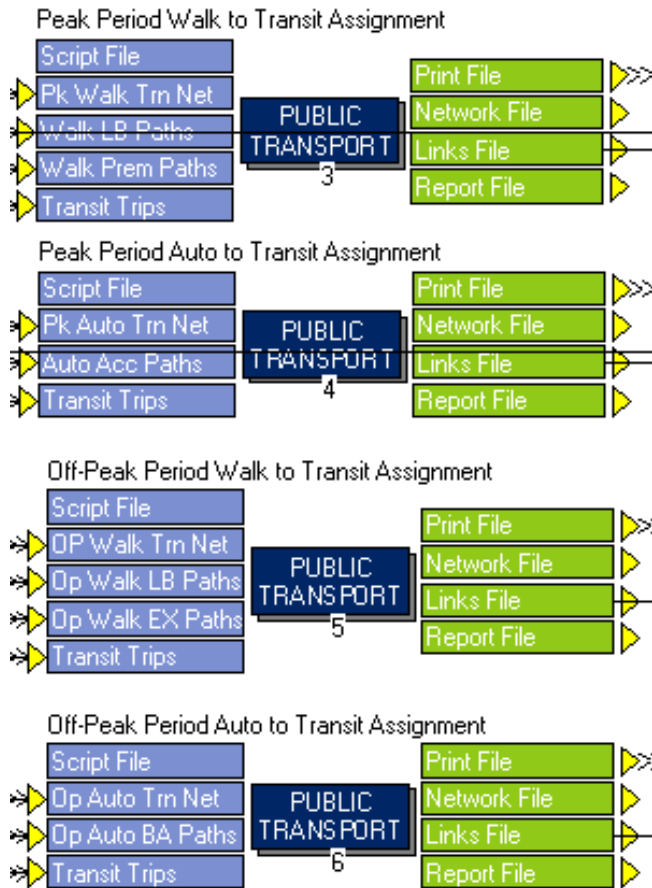 Peak Period Walk to Transit Assignment
Script File
Pk Walk Trn Net
Walk LB Paths
Walk Prem Paths
Transit Trips
PUBLIC
TRANSPORT
3
Print File
Network File
Links File
Report File
Peak Period Auto to Transit Assignment
Script File
Pk Auto Trn Net
Auto Acc Paths
Transit Trips
PUBLIC
TRANSPORT
4
Print File
Network File
Links File
Report File
Off-Peak Period Walk to Transit Assignment
Script File
OP Walk Trn Net
Op Walk LB Paths
Op Walk EX Paths
Transit Trips
PUBLIC
TRANSPORT
5
Print File
Network File
Links File
Report File
Off-Peak Period Auto to Transit Assignment
Script File
Op Auto Trn Net
Op Auto BA Paths
Transit Trips
PUBLIC
TRANSPORT
6
Print File
Network File
Links File
Report File